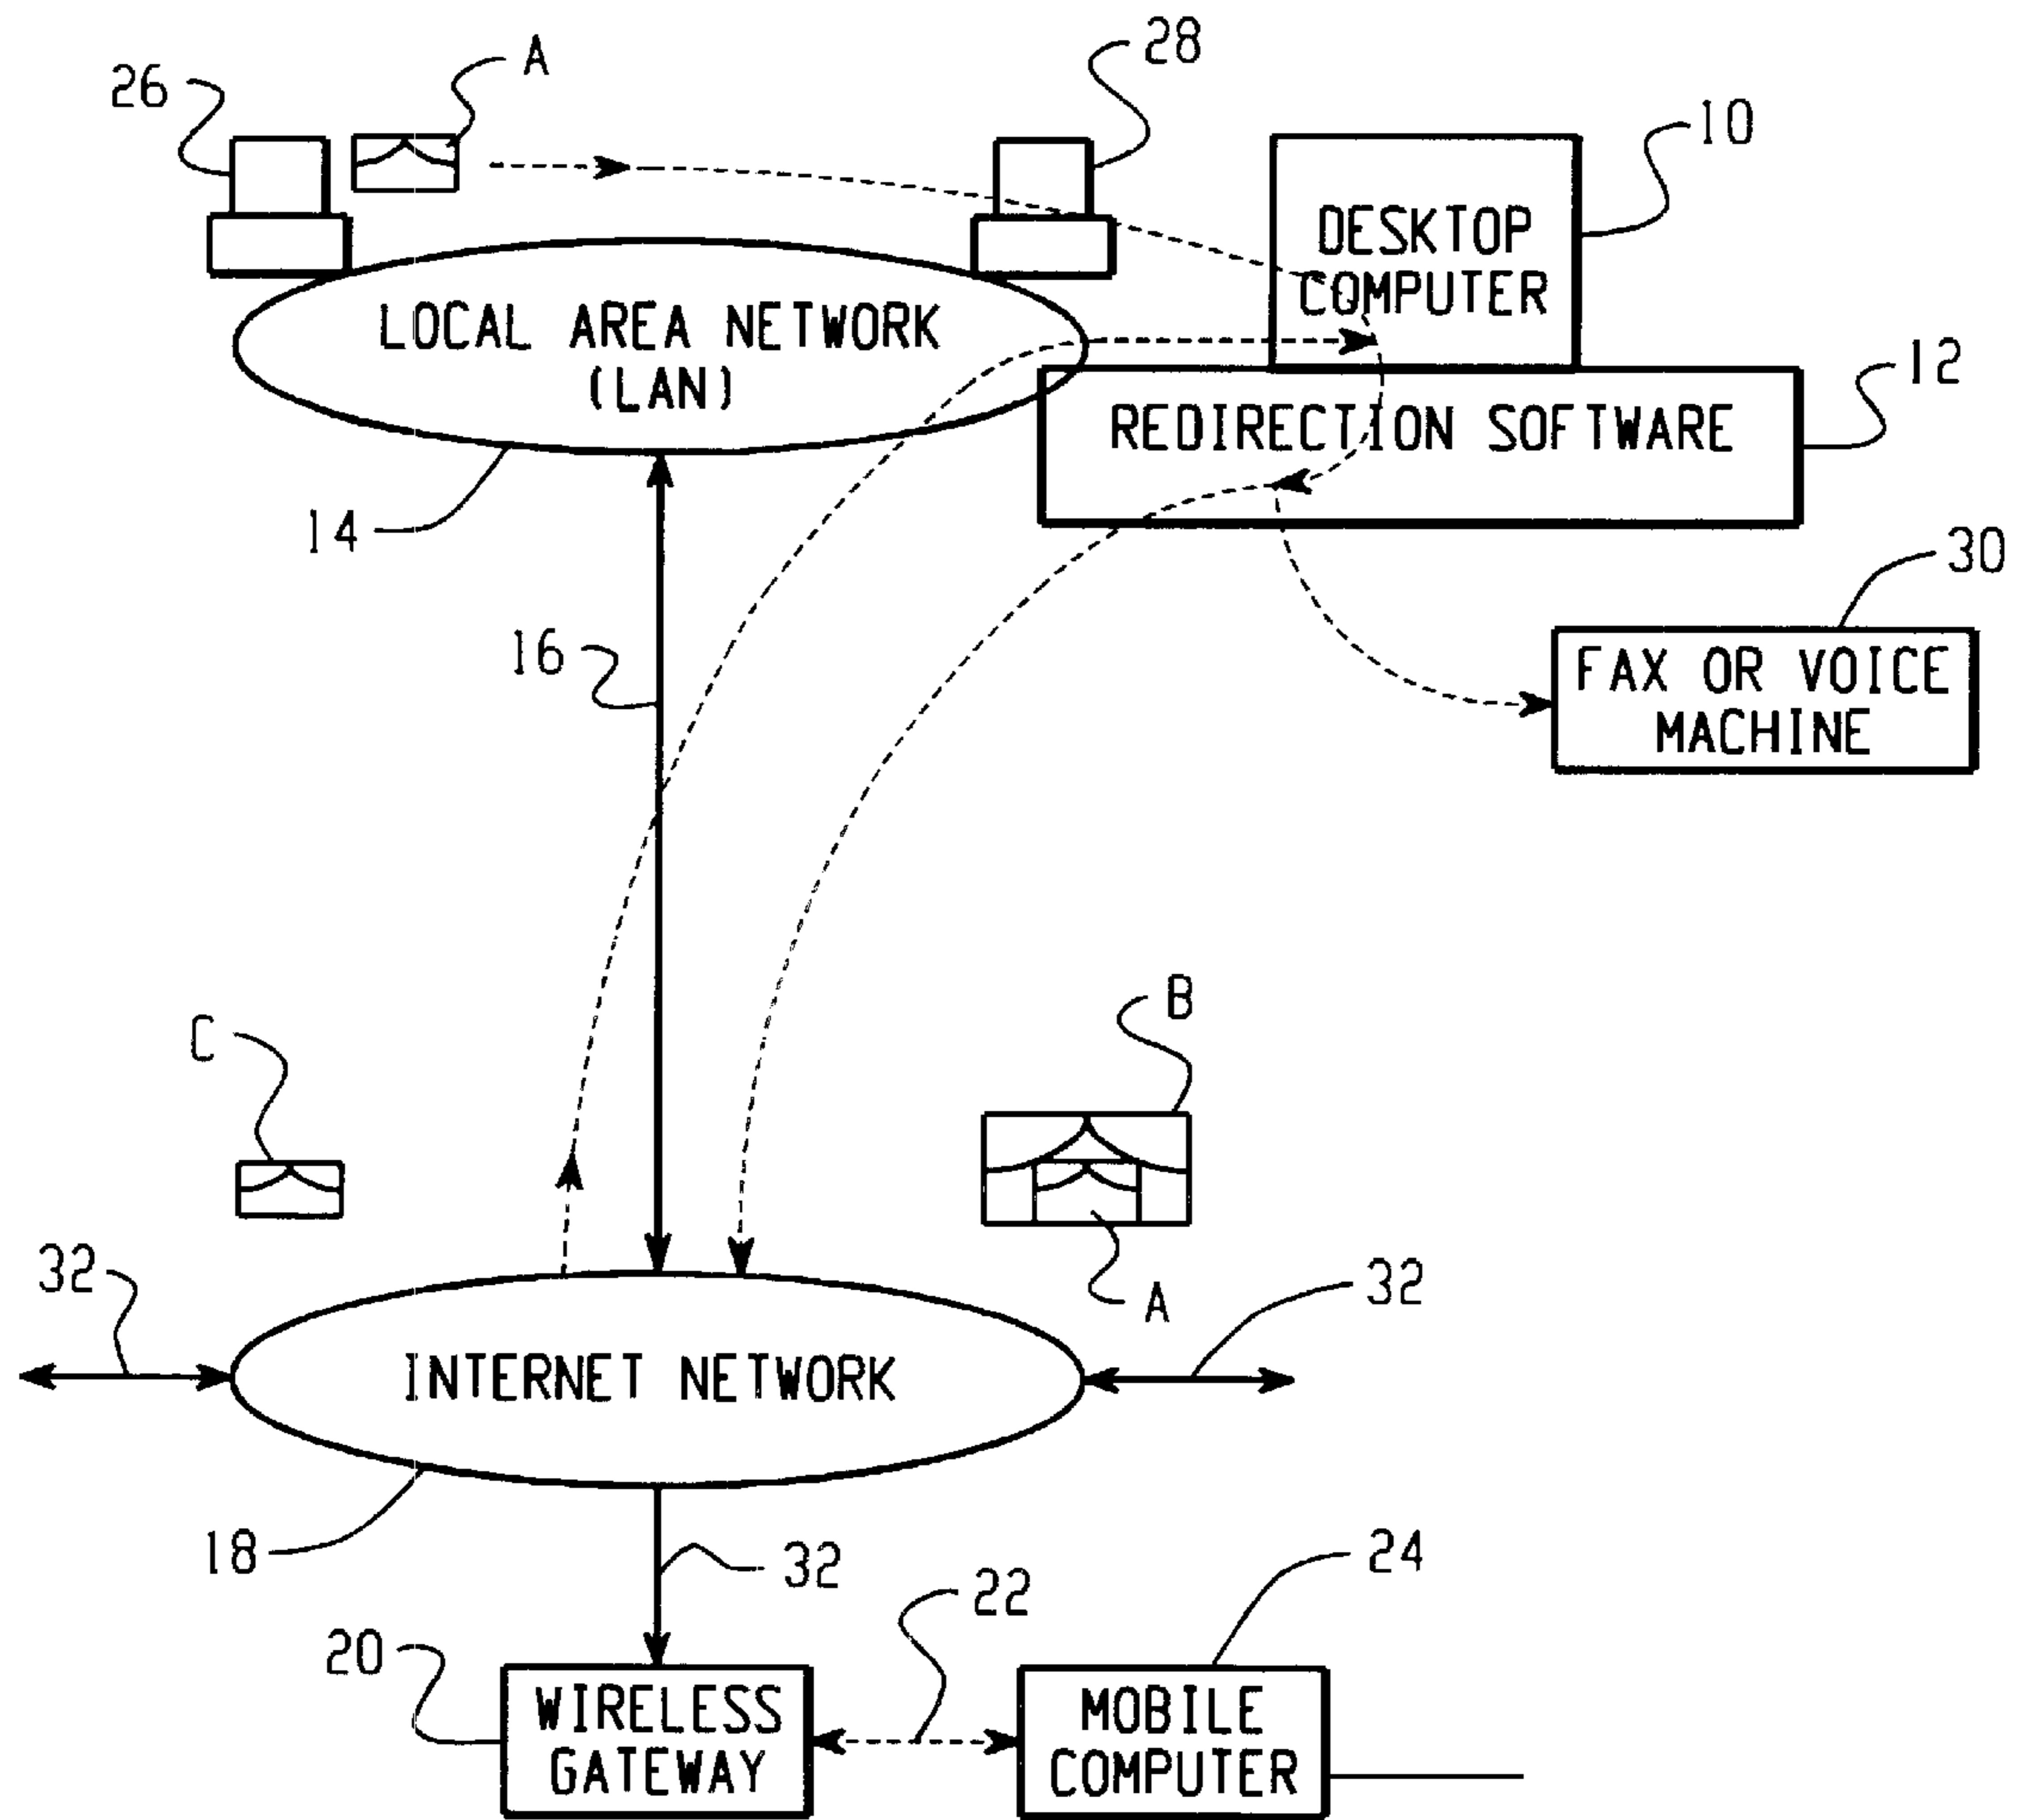 26
A
28
10
DESKTOP
COMPUTER
LOCAL AREA NETWORK
(LAN)
12
REDIRECTION SOFTWARE
14
30
16
FAX OR VOICE
MACHINE
B
C
32
A
32
INTERNET NETWORK
18
32
24
22
20
WIRELESS
GATEWAY
MOBILE
COMPUTER